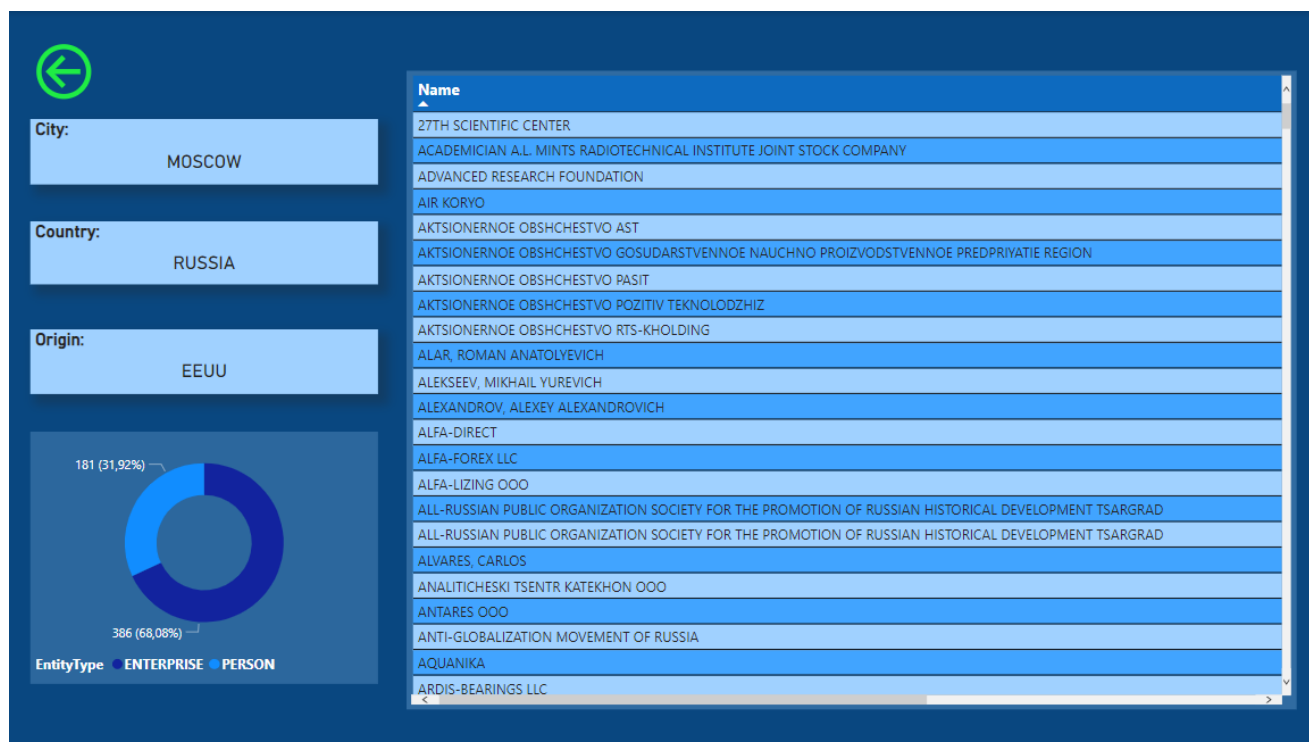 City:
MOSCOW
Country:
RUSSIA
Origin:
EEUU
181 (31,92%)
386 (68,08%)
EntityType ENTERPRISE PERSON
Name
27TH SCIENTIFIC CENTER
ACADEMICIAN A.L. MINTS RADIOTECHNICAL INSTITUTE JOINT STOCK COMPANY
ADVANCED RESEARCH FOUNDATION
AIR KORYO
AKTSIONERNOE OBSHCHESTVO AST
AKTSIONERNOE OBSHCHESTVO GOSUDARSTVENNOE NAUCHNO PROIZVODSTVENNOE PREDPRIYATIE REGION
AKTSIONERNOE OBSHCHESTVO PASIT
AKTSIONERNOE OBSHCHESTVO POZITIV TEKNOLODZHIZ
AKTSIONERNOE OBSHCHESTVO RTS-KHOLDING
ALAR, ROMAN ANATOLYEVICH
ALEKSEEV, MIKHAIL YUREVICH
ALEXANDROV, ALEXEY ALEXANDROVICH
ALFA-DIRECT
ALFA-FOREX LLC
ALFA-LIZING OOO
ALL-RUSSIAN PUBLIC ORGANIZATION SOCIETY FOR THE PROMOTION OF RUSSIAN HISTORICAL DEVELOPMENT TSARGRAD
ALL-RUSSIAN PUBLIC ORGANIZATION SOCIETY FOR THE PROMOTION OF RUSSIAN HISTORICAL DEVELOPMENT TSARGRAD
ALVARES, CARLOS
ANALITICHESKI TSENTR KATEKHON OOO
ANTARES OOO
ANTI-GLOBALIZATION MOVEMENT OF RUSSIA
AQUANIKA
ARDIS-BEARINGS LLC